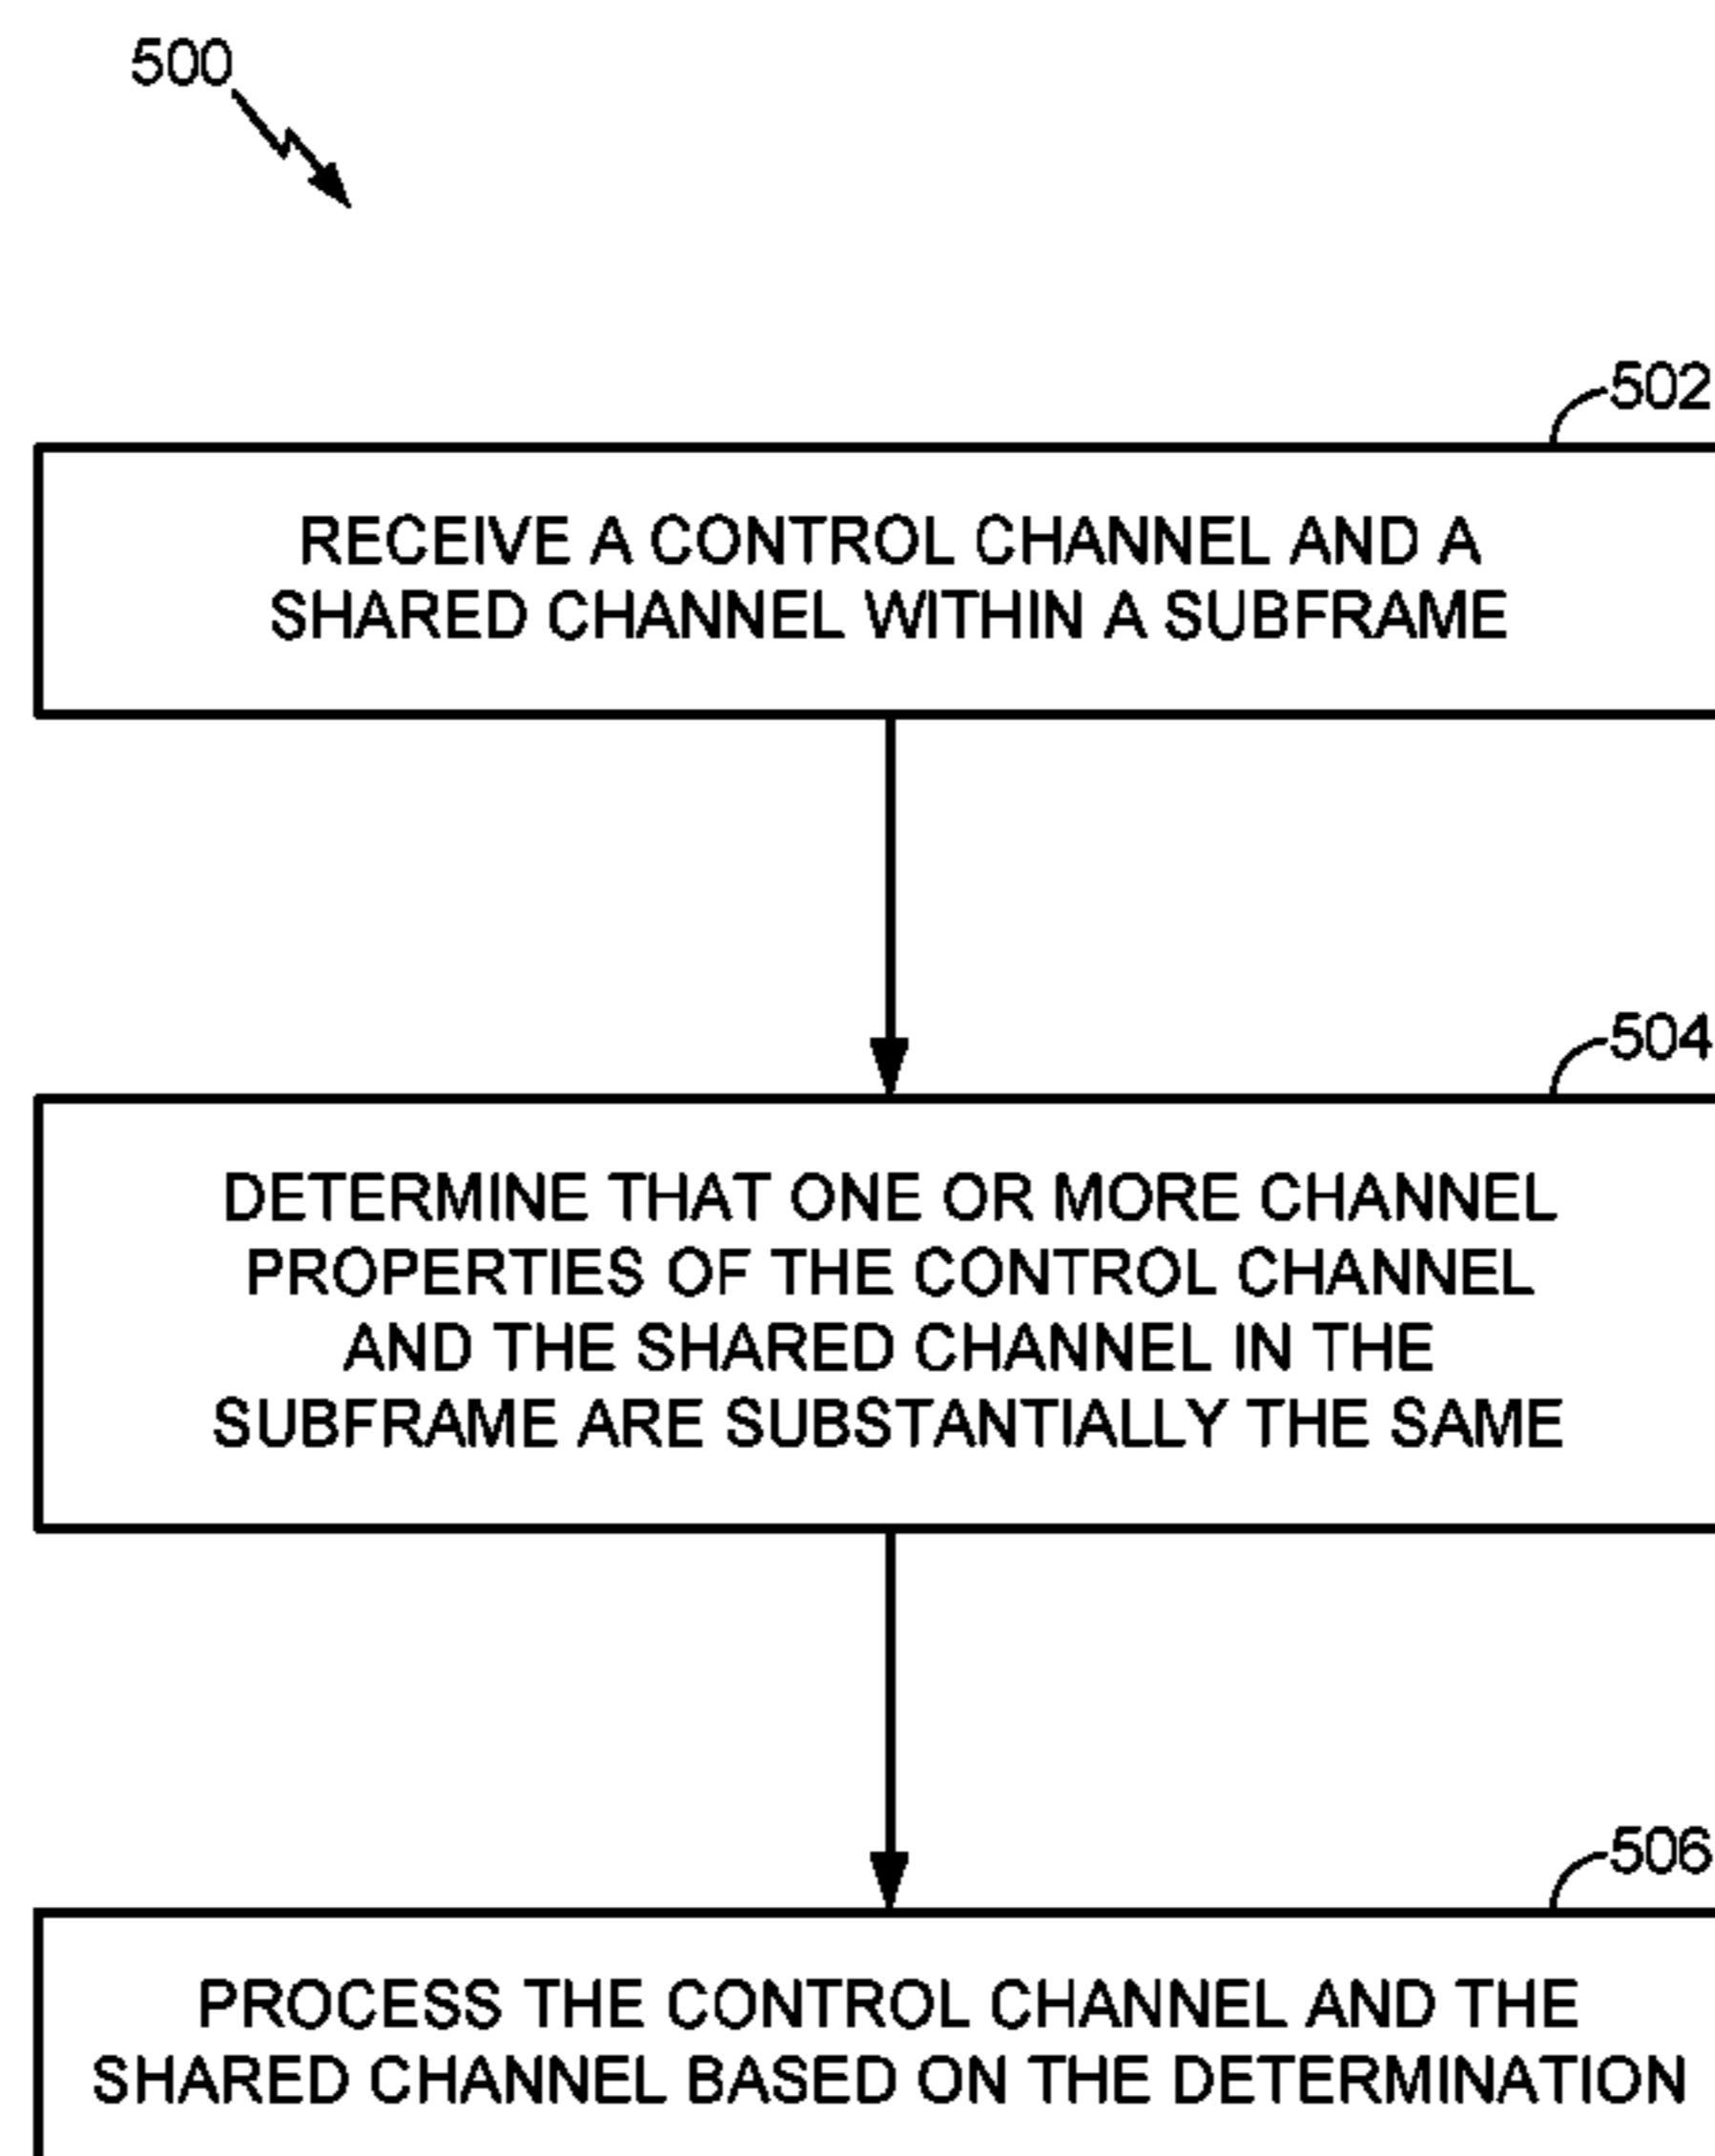 500
502
RECEIVE A CONTROL CHANNEL AND A
SHARED CHANNEL WITHIN A SUBFRAME
504
DETERMINE THAT ONE OR MORE CHANNEL
PROPERTIES OF THE CONTROL CHANNEL
AND THE SHARED CHANNEL IN THE
SUBFRAME ARE SUBSTANTIALLY THE SAME
506
PROCESS THE CONTROL CHANNEL AND THE
SHARED CHANNEL BASED ON THE DETERMINATION